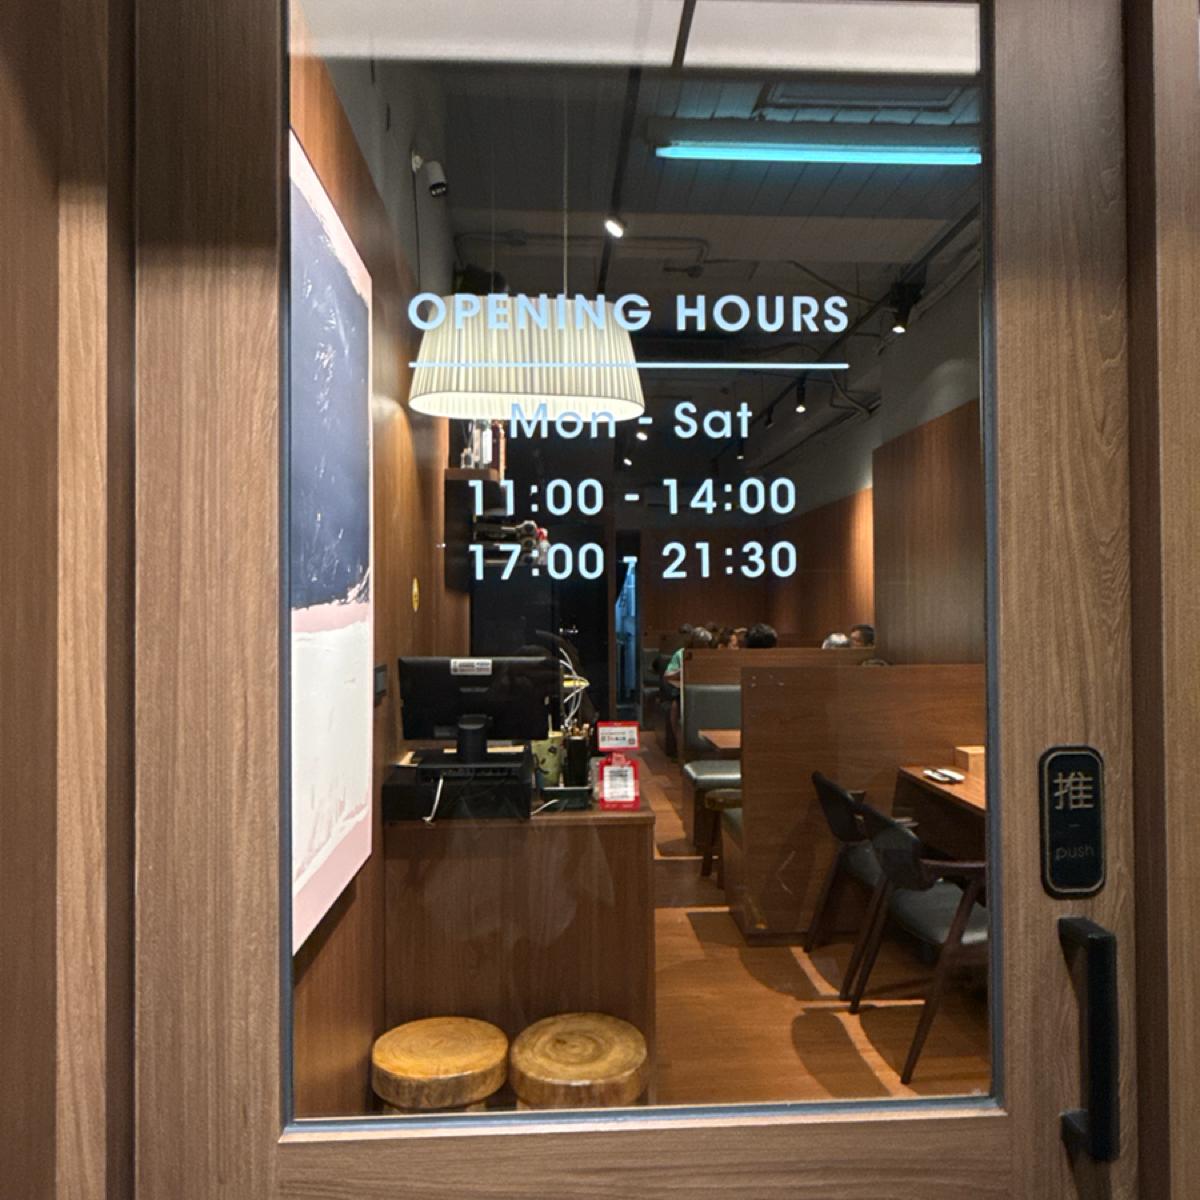 OPENING HOURS
Mon - Sat
11:00 - 14:00
17:00 - 21:30
推
push